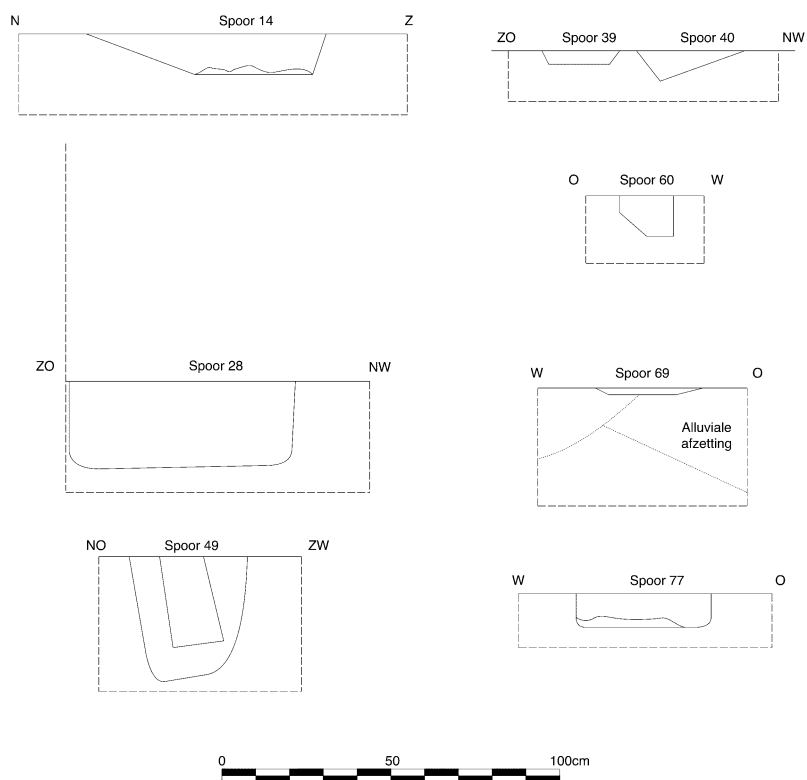 N Spoor 14 Z
ZO Spoor 39 Spoor 40 NW
O Spoor 60 W
ZO Spoor 28 NW
W Spoor 69 O
Alluviale
afzetting
NO Spoor 49 ZW
W Spoor 77 O
0 50 100cm